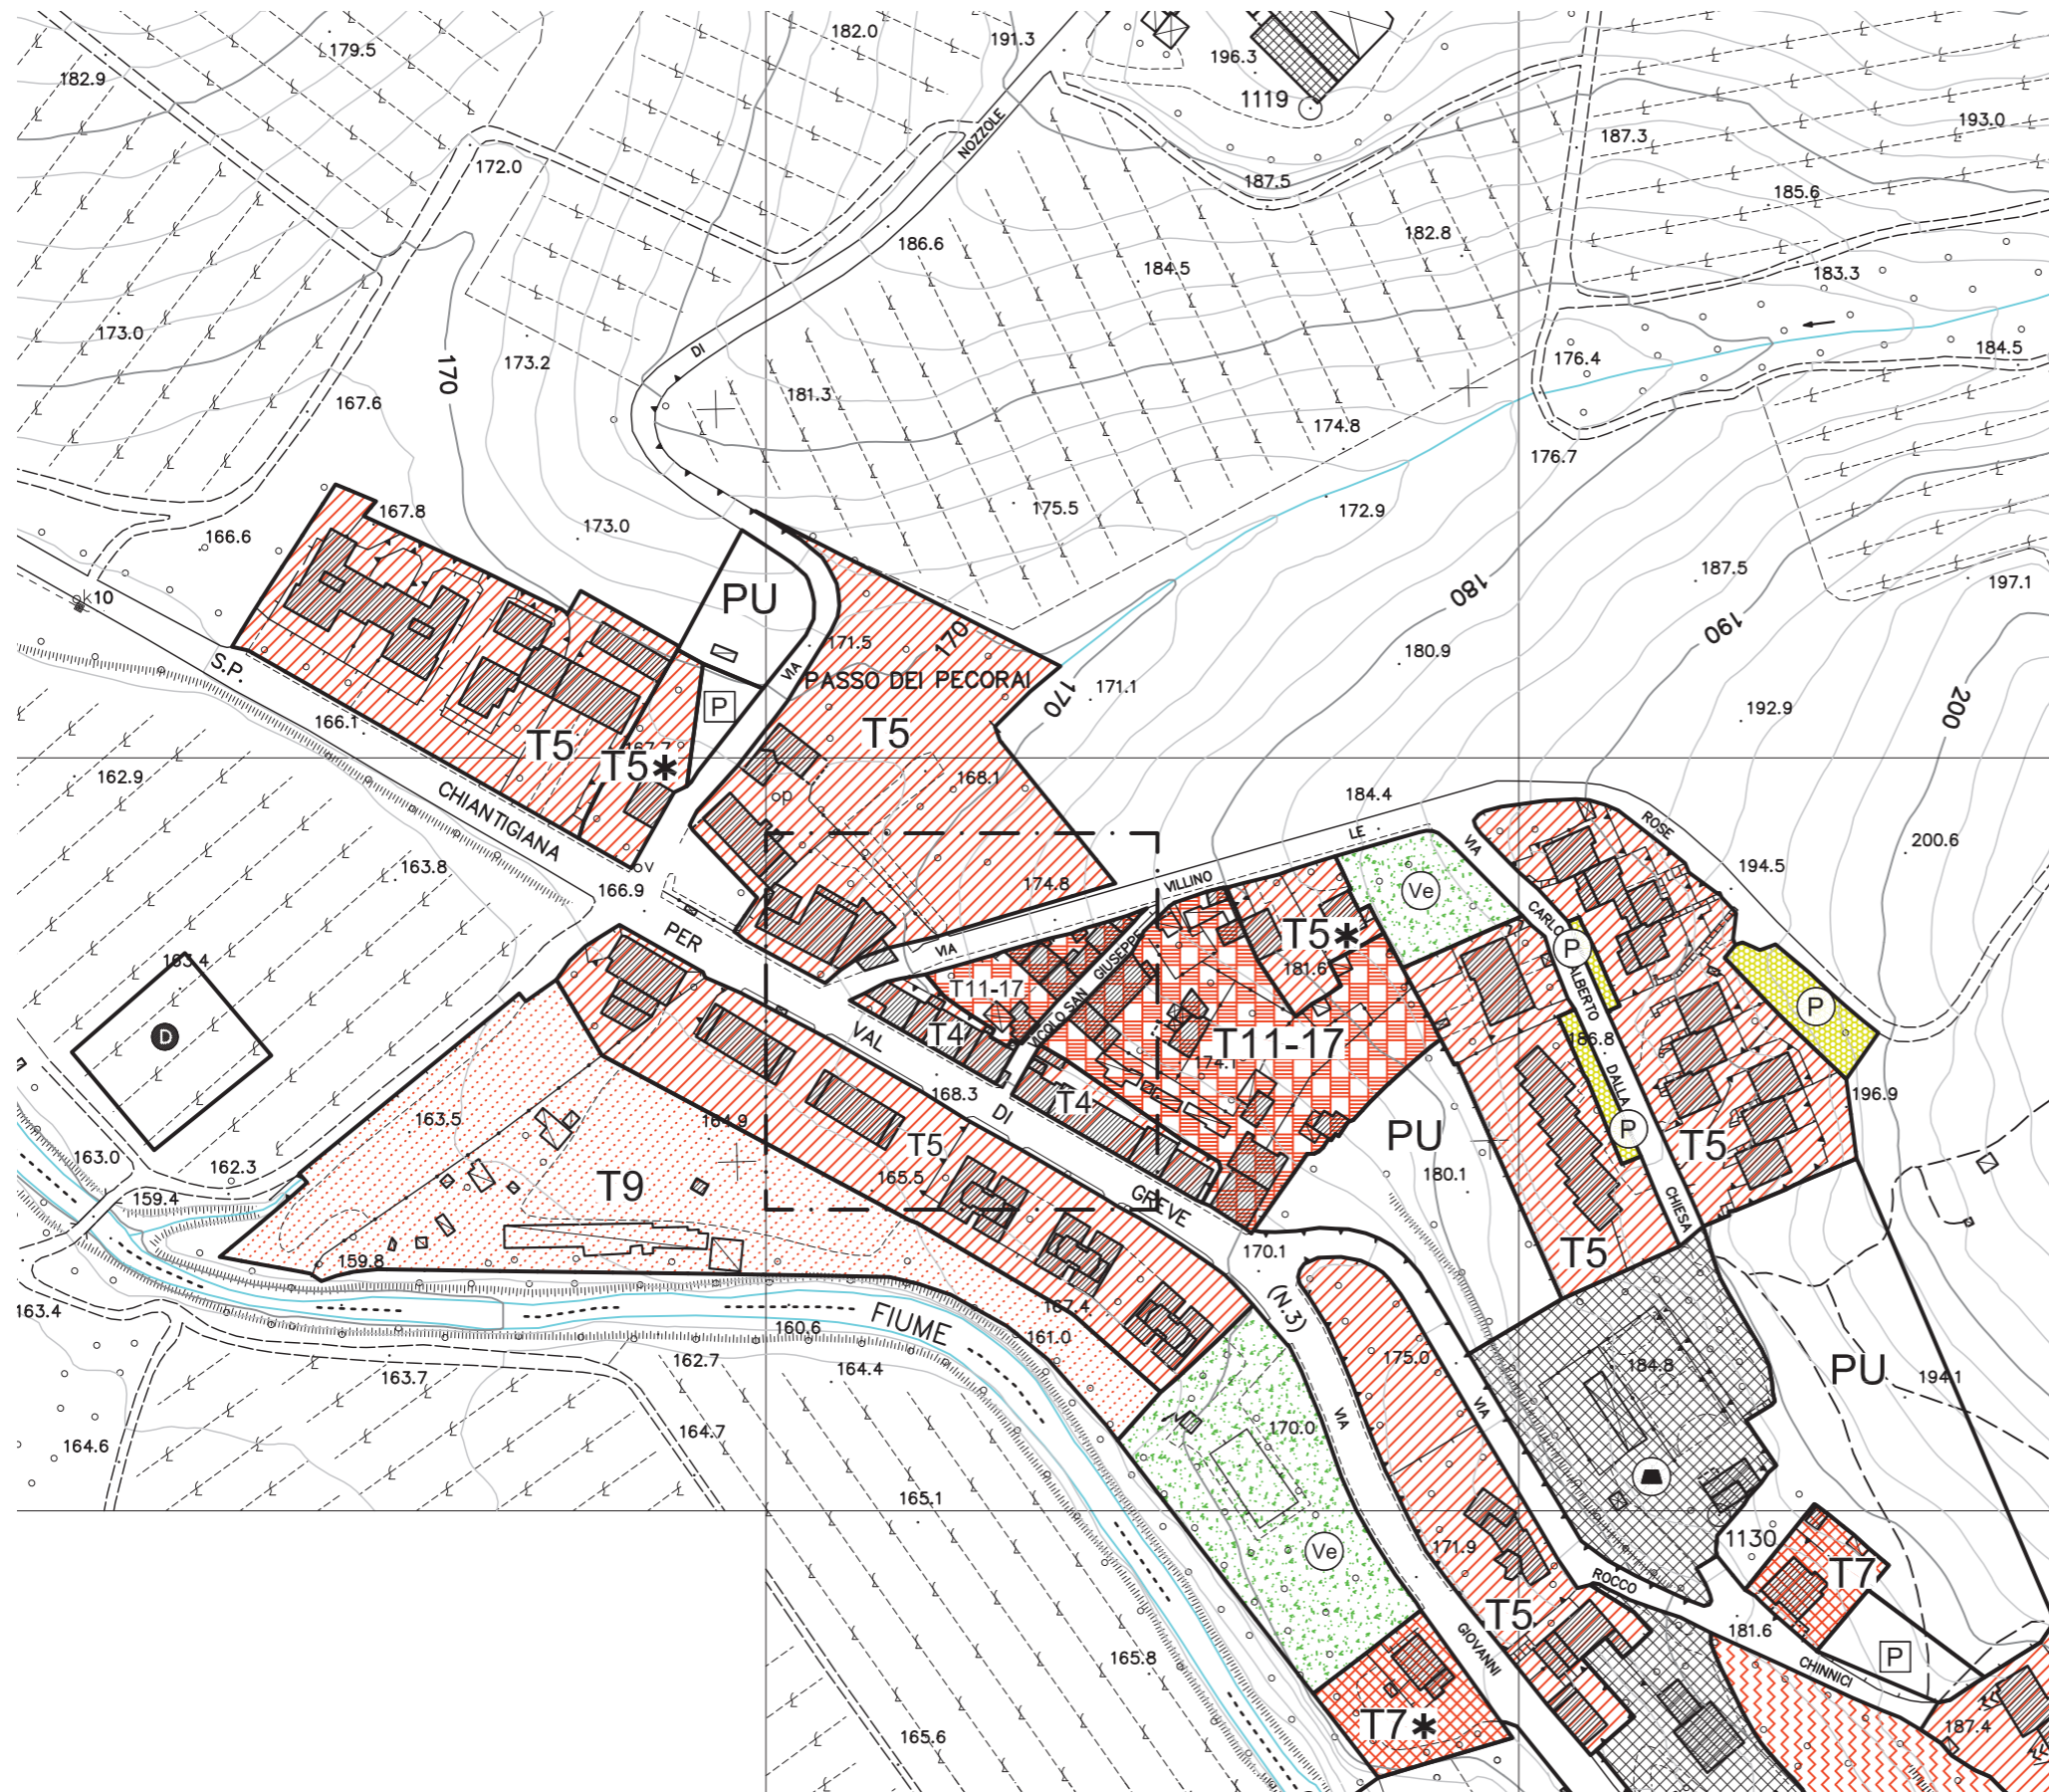 179.5
182.0
191.3
182.9
196.3
1119
193.0
NOZZOLE
187.3
172.0
187.5
185.6
186.6
182.8
184.5
183.3
173.0
184.5
DI
176.4
173.2
170
181.3
167.6
174.8
176.7
175.5
172.9
167.8
173.0
166.6
187.5
197.1
180
k10
PU
190
171.5
170
180.9
S.P.
VIA
PASSO DEI PECORAI
171.1
170
200
P
192.9
166.1
T5
T5
167.7
T5*
162.9
168.1
op
CHIANTIGIANA
184.4
LE
ROSE
VIA
200.6
163.8
v
194.5
166.9
174.8
VILLINO
Ve
CARLO
PER
T5*
VIA
P
163.4
181.6
GIUSEPPE
ALBERTO
T11-17
SAN
P
D
VAL
T4
VICOLO
T11-17
186.8
174.1
DALLA
168.3
DI
T4
196.9
163.5
164.9
P
PU
T5
T5
163.0
162.3
165.5
180.1
159.4
T9
GREVE
CHIESA
170.1
T5
159.8
163.4
(N.3)
167.4
FIUME
160.6
161.0
184.8
175.0
162.7
164.4
PU
163.7
194.1
VIA
VIA
170.0
164.6
164.7
165.1
1130
171.9
Ve
T7
ROCCO
T5
181.6
GIOVANNI
P
165.8
CHINNICI
T7*
187.4
165.6